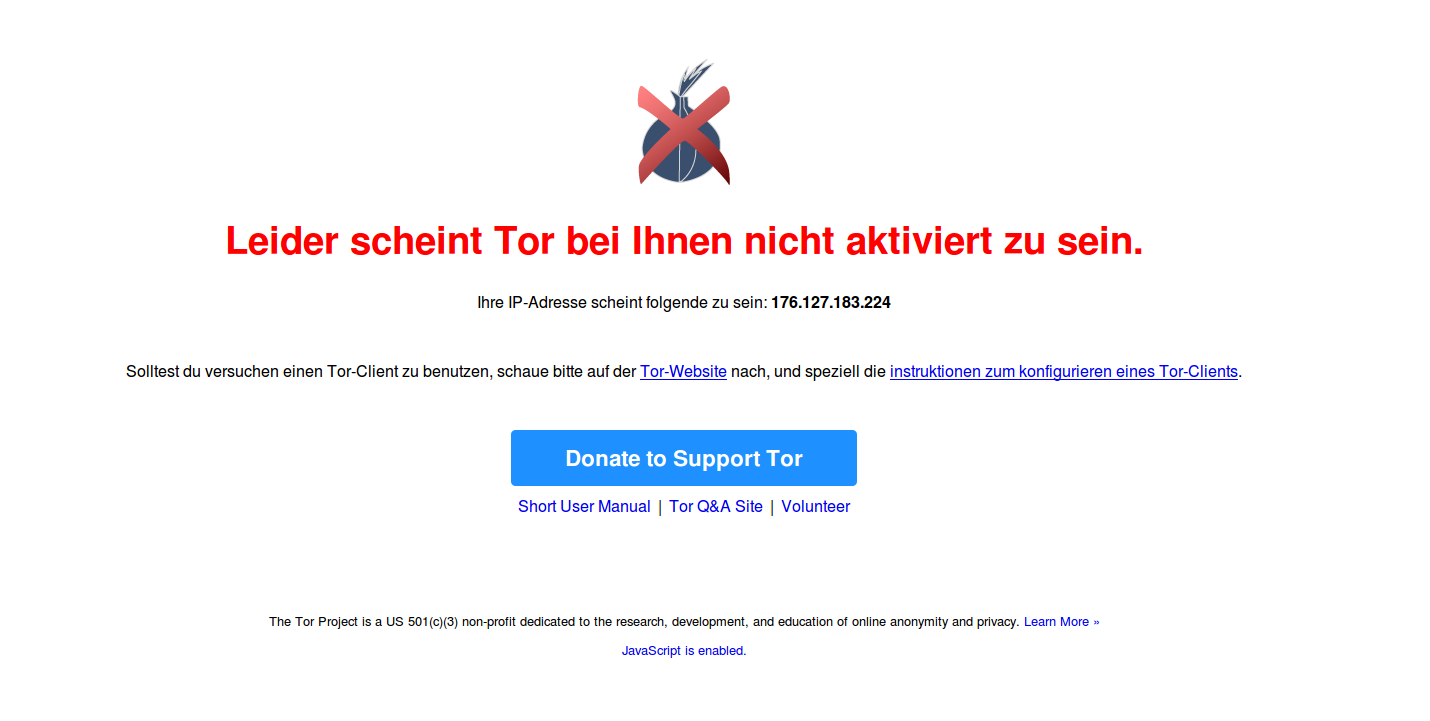 Leider scheint Tor bei Ihnen nicht aktiviert zu sein.
Ihre IP-Adresse scheint folgende zu sein: 176.127.183.224
Solltest du versuchen einen Tor-Client zu benutzen, schaue bitte auf der Tor-Website nach, und speziell die instruktionen zum konfigurieren eines Tor-Clients.
Donate to Support Tor
Short User Manual | Tor Q&A Site | Volunteer
The Tor Project is a US 501(c)(3) non-profit dedicated to the research, development, and education of online anonymity and privacy. Learn More »
JavaScript is enabled.